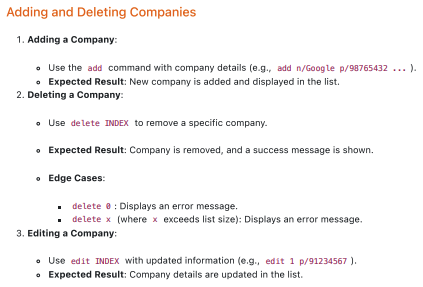 Adding and Deleting Companies
1. Adding a Company:
Use the add command with company details (e.g., add n/Google p/98765432 ... ).
Expected Result: New company is added and displayed in the list.
2. Deleting a Company:
Use delete INDEX to remove a specific company.
Expected Result: Company is removed, and a success message is shown.
Edge Cases:
delete 0 : Displays an error message.
delete x (where x exceeds list size): Displays an error message.
3. Editing a Company:
Use edit INDEX with updated information (e.g., edit 1 p/91234567 ).
Expected Result: Company details are updated in the list.